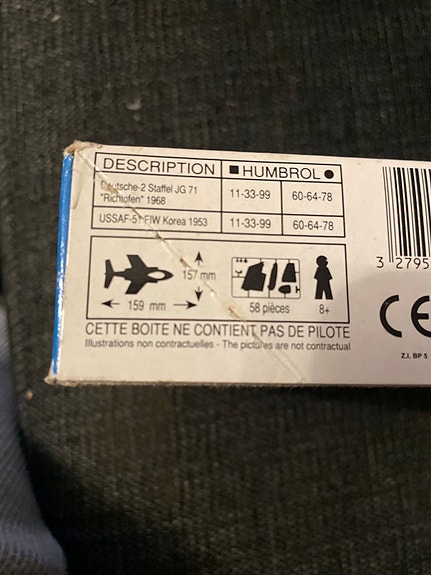 DESCRIPTION ■ HUMBROL ●
Deutsche-2 Staffel JG 71 11-33-99 60-64-78
"Richtofen" 1968
USSAF-51 FIW Korea 1953 11-33-99 60-64-78
157 mm
159 mm 58 pièces 8+
CETTE BOITE NE CONTIENT PAS DE PILOTE
Illustrations non contractuelles - The pictures are not contractual
3 2795
CE
Z.I. BP 5